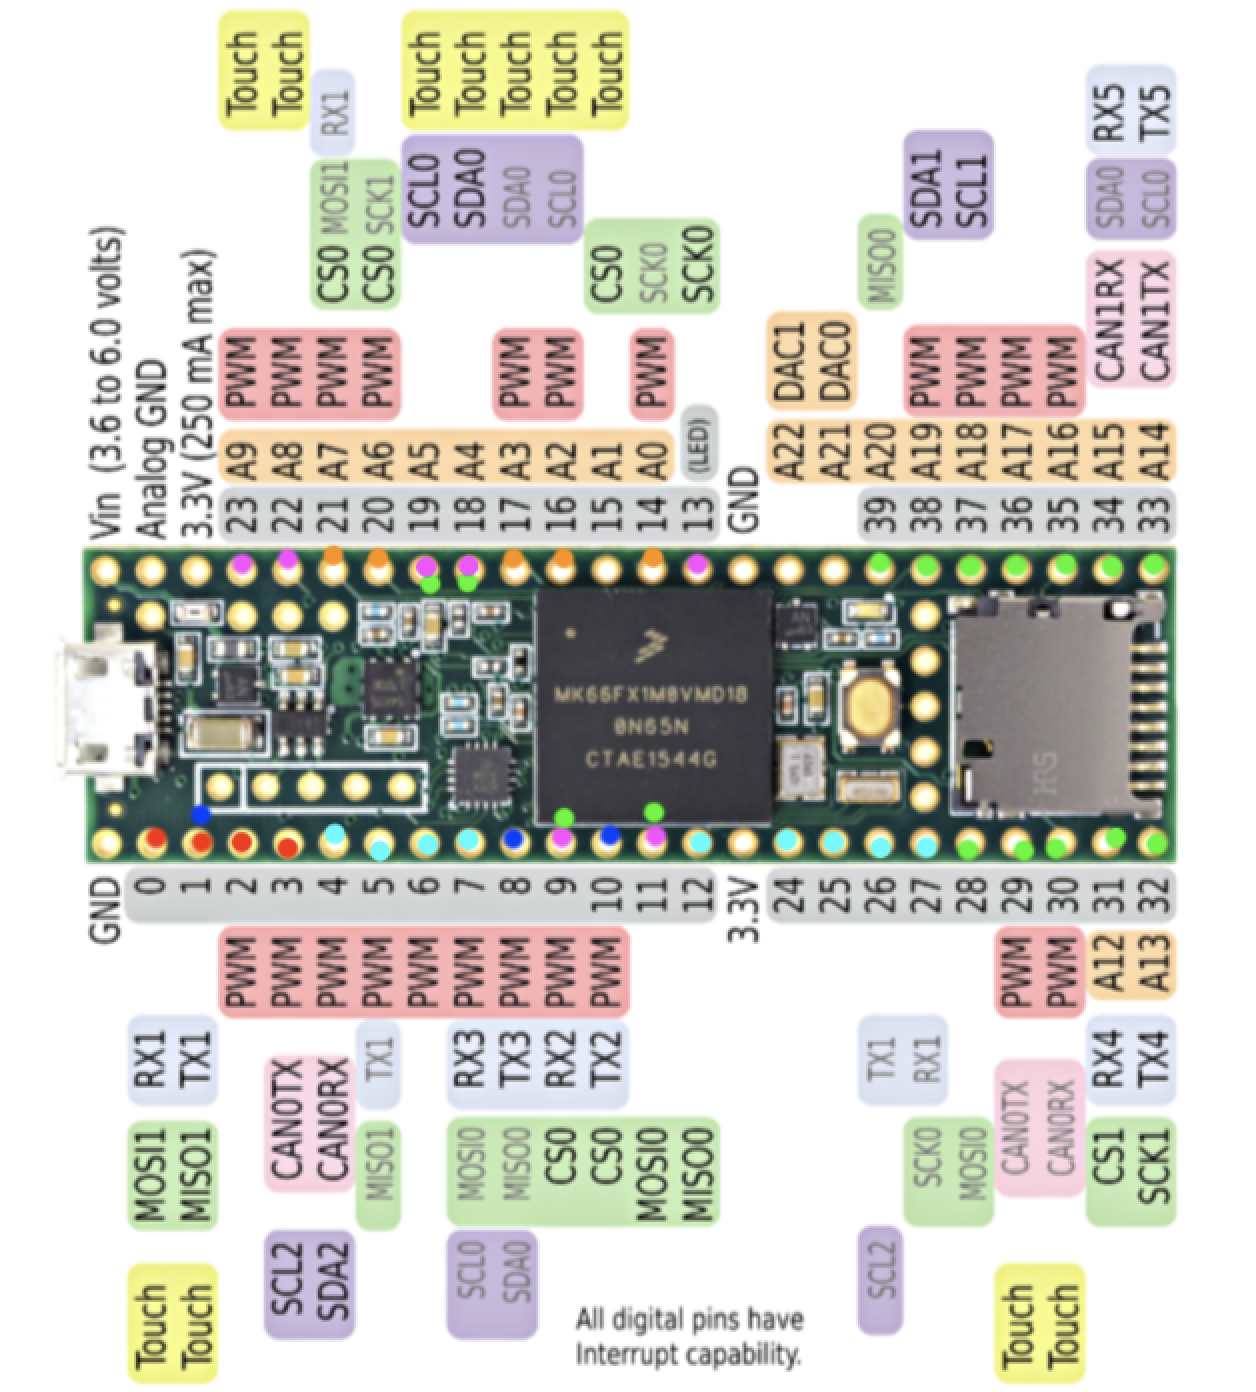 Vin (3.6 to 6.0 volts)
Analog GND
3.3V (250 mA max)
23 A9 PWM Touch
22 A8 PWM Touch
21 A7 PWM CS0 MOSI1 RX1
20 A6 PWM CS0 SCK1
19 A5 SCL0 Touch
18 A4 SDA0 Touch
17 A3 PWM SDA0 Touch
16 A2 PWM SCL0 Touch
15 A1 CS0 Touch
14 A0 PWM SCK0
13 (LED) SCK0
GND
A22 DAC1
A21 DAC0
39 A20 MISO0
38 A19 PWM SDA1
37 A18 PWM SCL1
36 A17 PWM
35 A16 PWM
34 A15 CAN1RX SDA0 RX5
33 A14 CAN1TX SCL0 TX5
MK66FX1M0VMD18
0N65N
CTAE1544G
GND
Touch MOSI1 RX1 0
Touch MISO1 TX1 1
PWM 2
SCL2 CAN0TX PWM 3
SDA2 CAN0RX PWM 4
MISO1 TX1 PWM 5
PWM 6
SCL0 MOSI0 RX3 PWM 7
SDA0 MISO0 TX3 PWM 8
CS0 RX2 PWM 9
CS0 TX2 PWM 10
MOSI0 11
MISO0 12
3.3V
24
25
SCL2 TX1 26
SCK0 RX1 27
MOSI0 28
Touch CAN0TX PWM 29
Touch CAN0RX PWM 30
CS1 RX4 A12 31
SCK1 TX4 A13 32
All digital pins have
Interrupt capability.